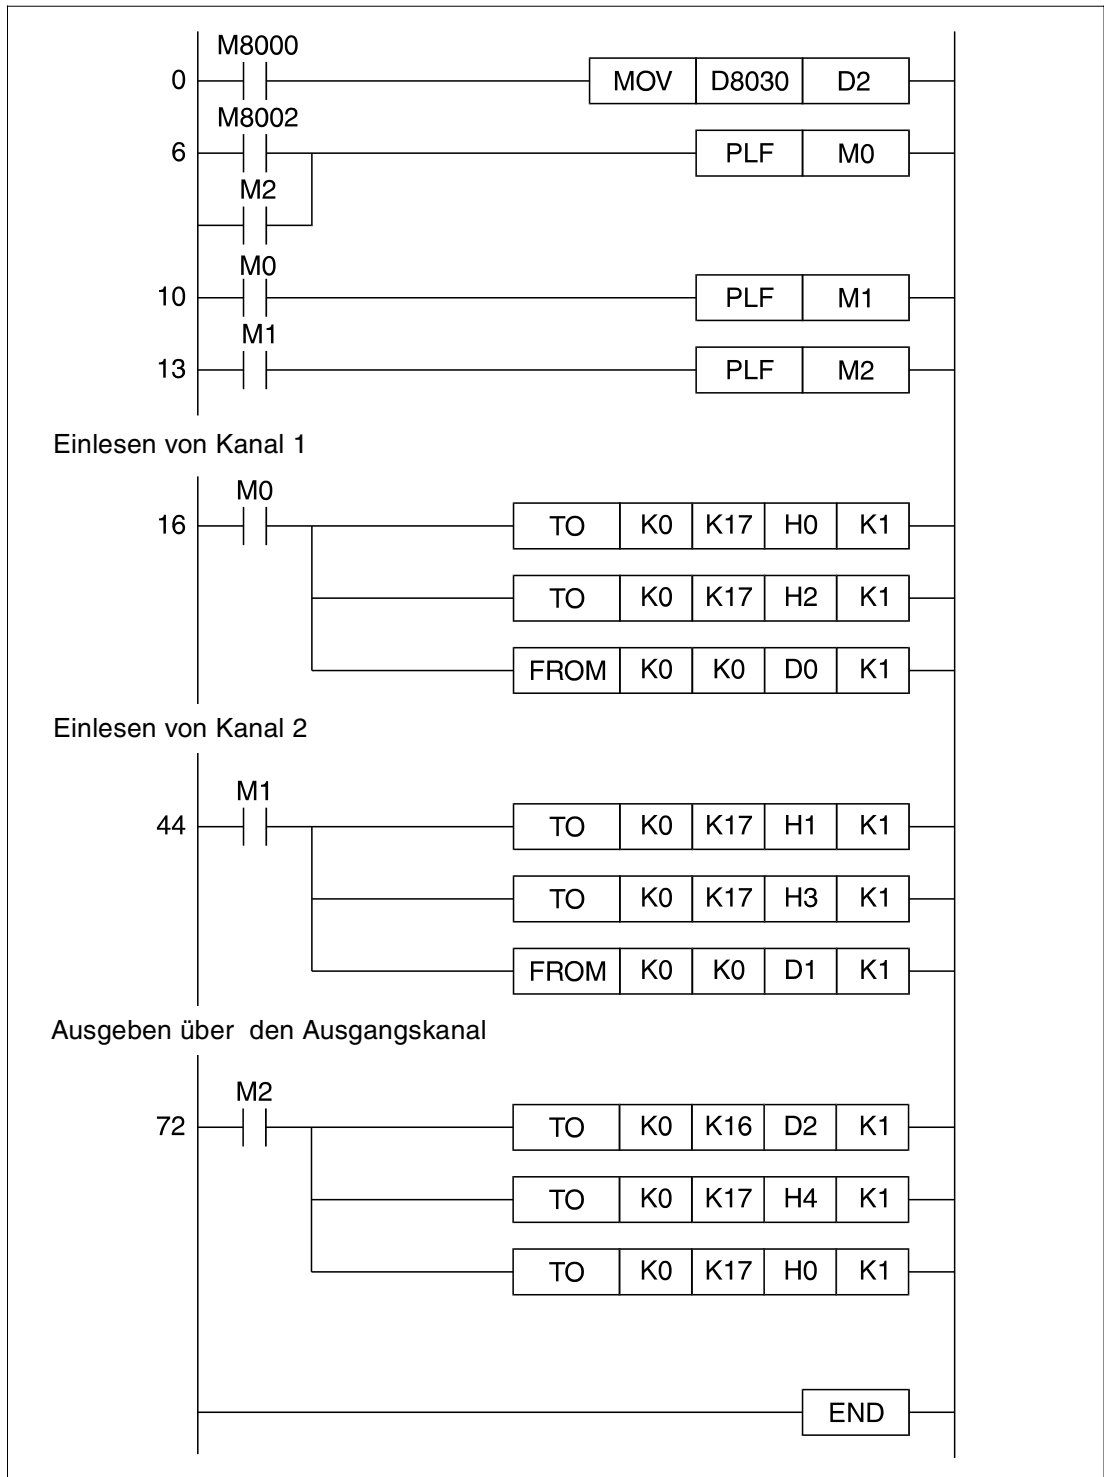 M8000
0 MOV D8030 D2
M8002
6 PLF M0
M2
M0
10 PLF M1
M1
13 PLF M2
Einlesen von Kanal 1
M0
16 TO K0 K17 H0 K1
TO K0 K17 H2 K1
FROM K0 K0 D0 K1
Einlesen von Kanal 2
M1
44 TO K0 K17 H1 K1
TO K0 K17 H3 K1
FROM K0 K0 D1 K1
Ausgeben über den Ausgangskanal
M2
72 TO K0 K16 D2 K1
TO K0 K17 H4 K1
TO K0 K17 H0 K1
END